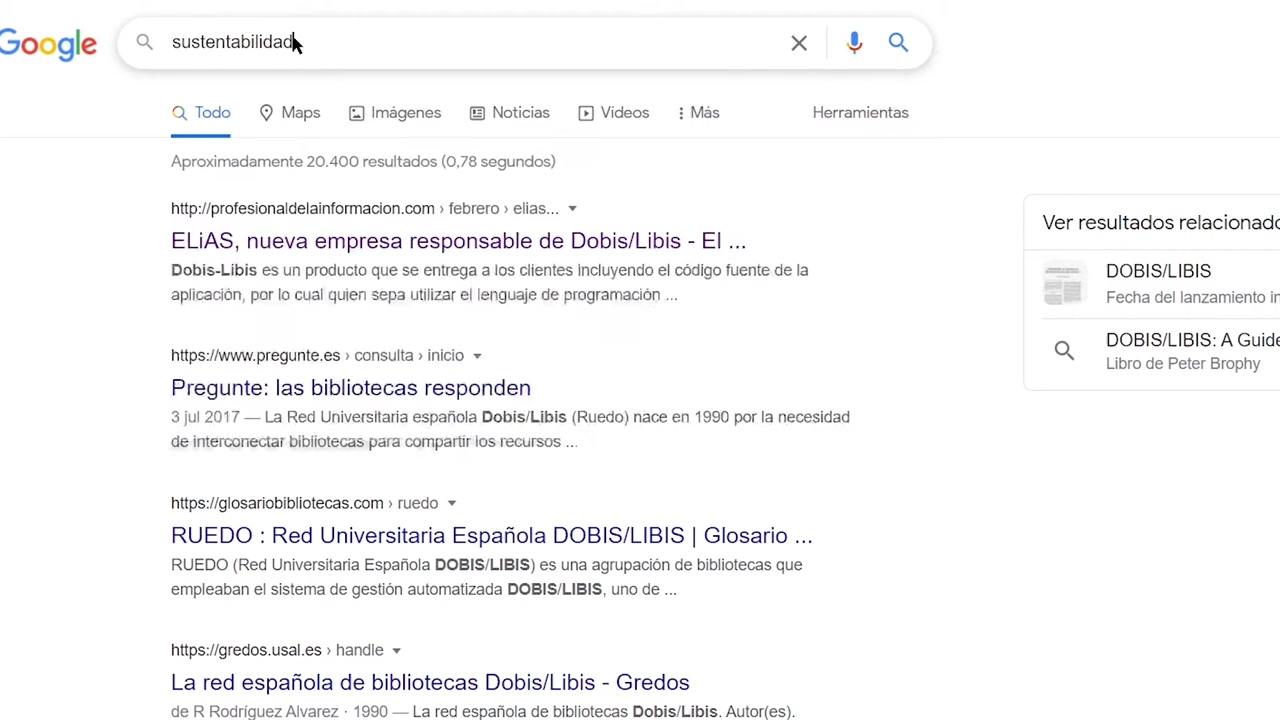 Google
sustentabilidad
Todo Maps Imágenes Noticias Vídeos Más Herramientas
Aproximadamente 20.400 resultados (0,78 segundos)
http://profesionaldelainformacion.com › febrero › elias...
ELiAS, nueva empresa responsable de Dobis/Libis - El ...
Dobis-Libis es un producto que se entrega a los clientes incluyendo el código fuente de la
aplicación, por lo cual quien sepa utilizar el lenguaje de programación ...
https://www.pregunte.es › consulta › inicio
Pregunte: las bibliotecas responden
3 jul 2017 — La Red Universitaria española Dobis/Libis (Ruedo) nace en 1990 por la necesidad
de interconectar bibliotecas para compartir los recursos ...
https://glosariobibliotecas.com › ruedo
RUEDO : Red Universitaria Española DOBIS/LIBIS | Glosario ...
RUEDO (Red Universitaria Española DOBIS/LIBIS) es una agrupación de bibliotecas que
empleaban el sistema de gestión automatizada DOBIS/LIBIS, uno de ...
https://gredos.usal.es › handle
La red española de bibliotecas Dobis/Libis - Gredos
de R Rodríguez Alvarez · 1990 — La red española de bibliotecas Dobis/Libis. Autor(es).
Ver resultados relacionado
DOBIS/LIBIS
Fecha del lanzamiento in
DOBIS/LIBIS: A Guide
Libro de Peter Brophy